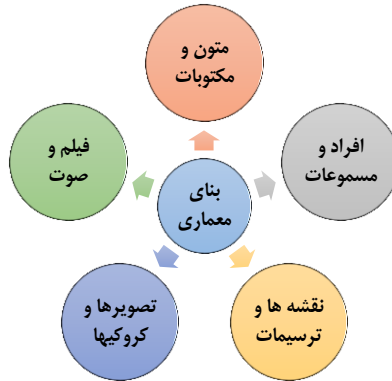 متون و
مکتوبات
افراد و
مسموعات
نقشه ها و
ترسیمات
تصویرها و
کروکیها
فیلم و
صوت
بنای
معماری